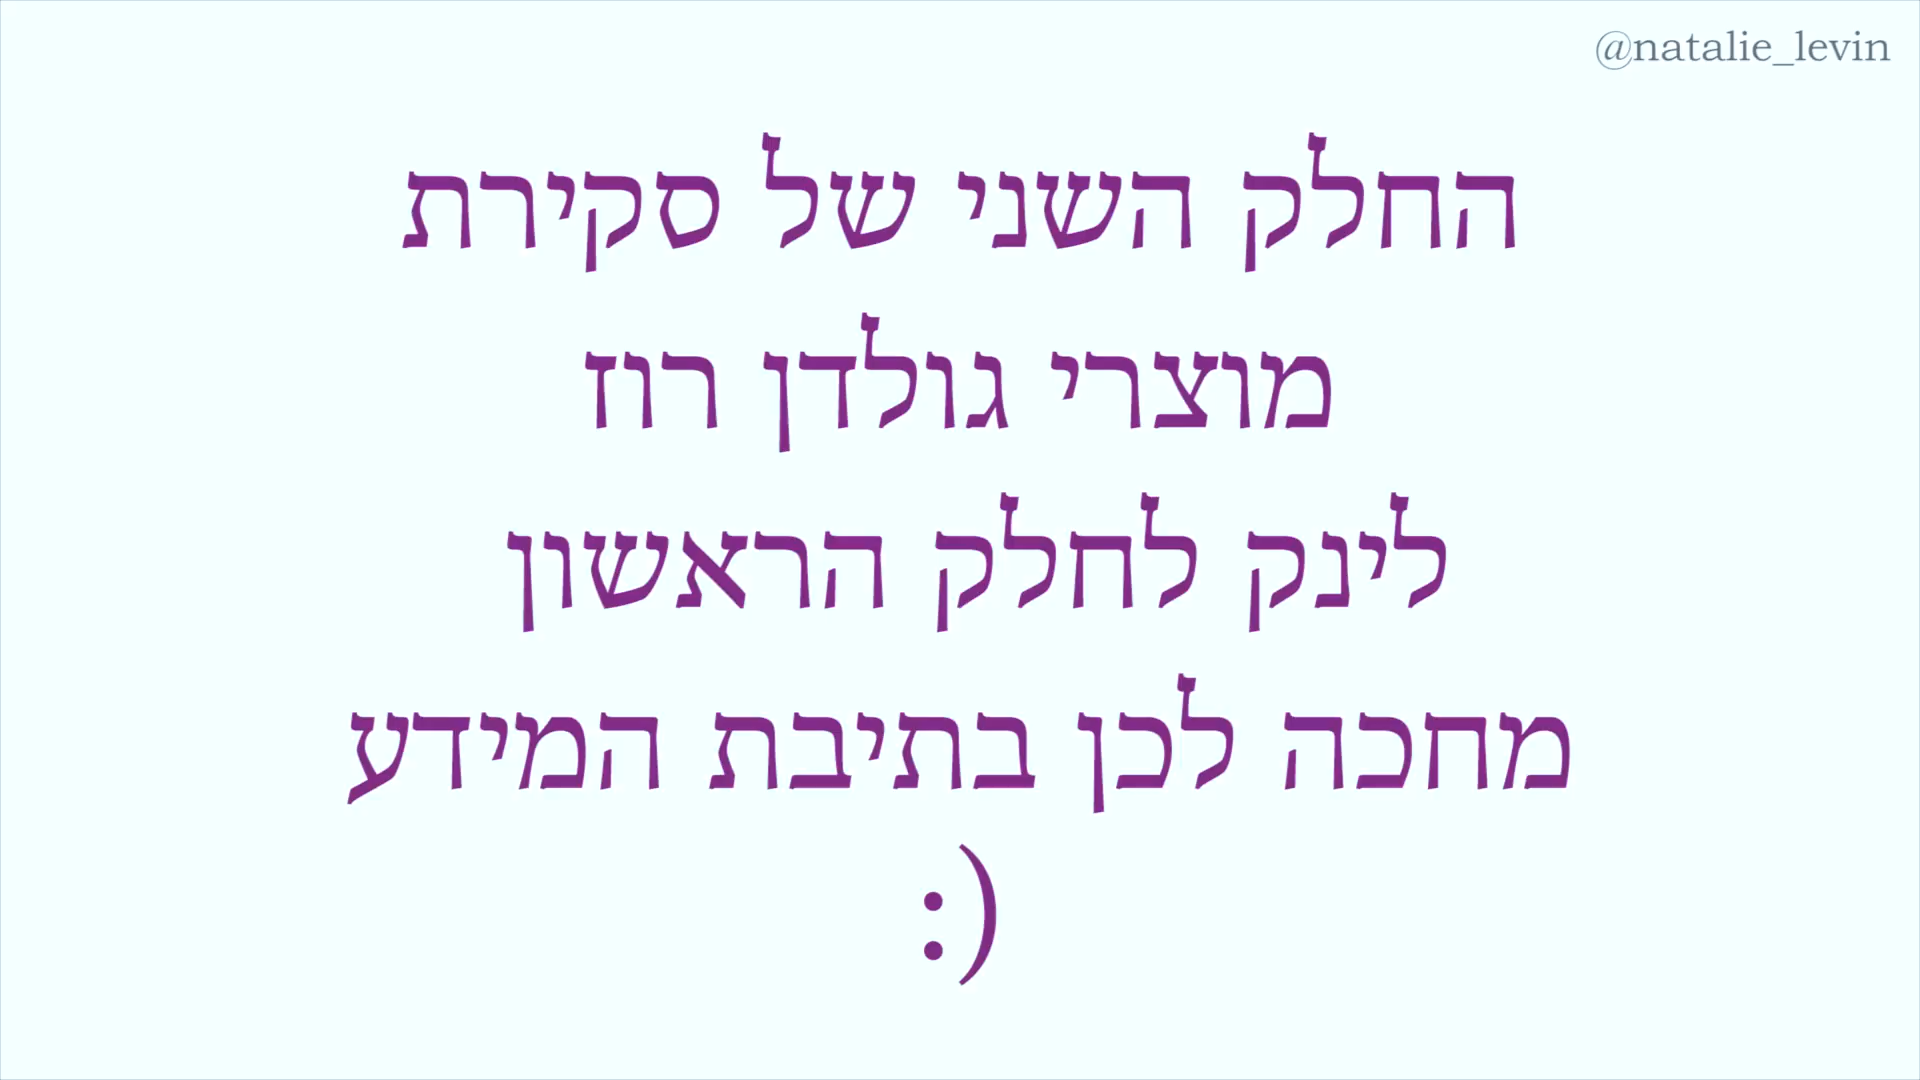 @natalie_levin
החלק השני של סקירת
מוצרי גולדן רוז
לינק לחלק הראשון
מחכה לכן בתיבת המידע
:)